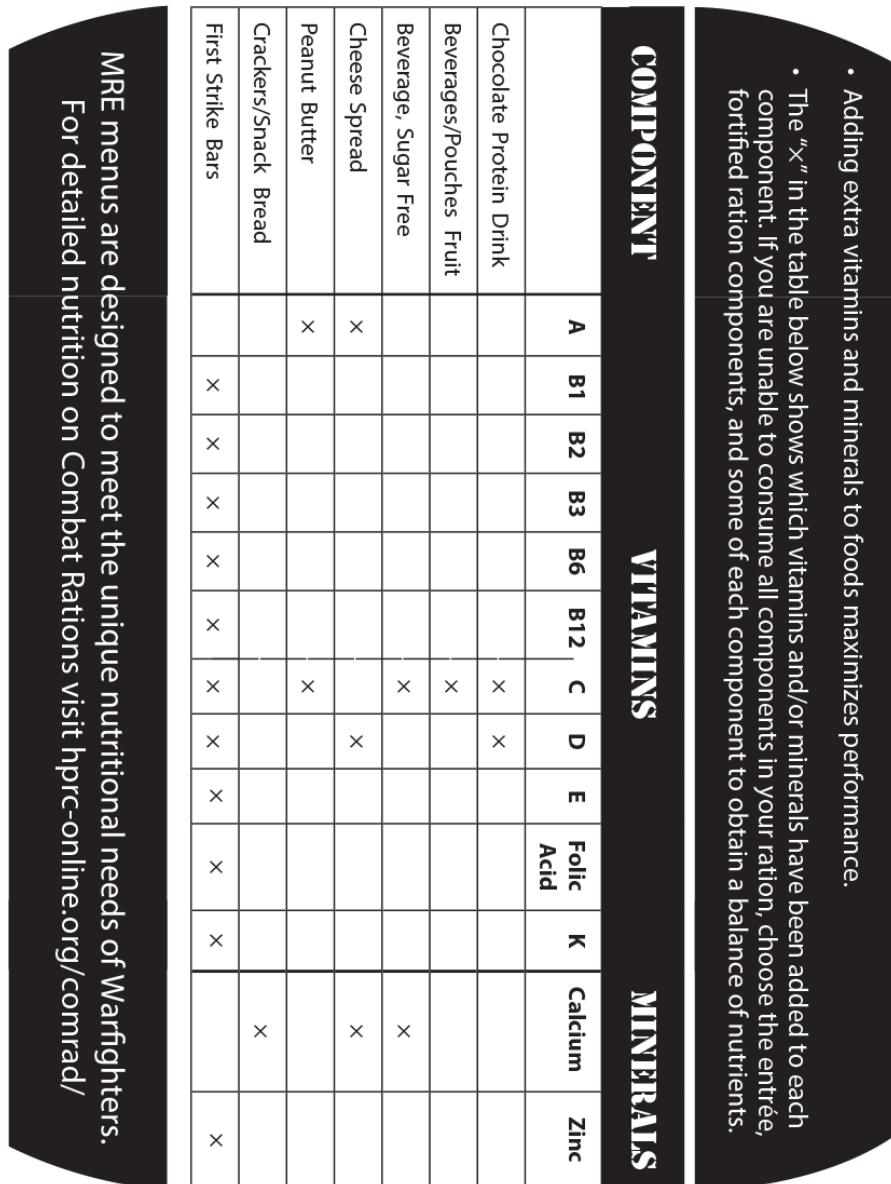 • Adding extra vitamins and minerals to foods maximizes performance.
• The “×” in the table below shows which vitamins and/or minerals have been added to each
component. If you are unable to consume all components in your ration, choose the entrée,
fortified ration components, and some of each component to obtain a balance of nutrients.
COMPONENT VITAMINS MINERALS
A B1 B2 B3 B6 B12 C D E Folic Acid K Calcium Zinc
Chocolate Protein Drink × ×
Beverages/Pouches Fruit ×
Beverage, Sugar Free × ×
Cheese Spread × × ×
Peanut Butter × ×
Crackers/Snack Bread ×
First Strike Bars × × × × × × × × × × ×
MRE menus are designed to meet the unique nutritional needs of Warfighters.
For detailed nutrition on Combat Rations visit hprc-online.org/comrad/